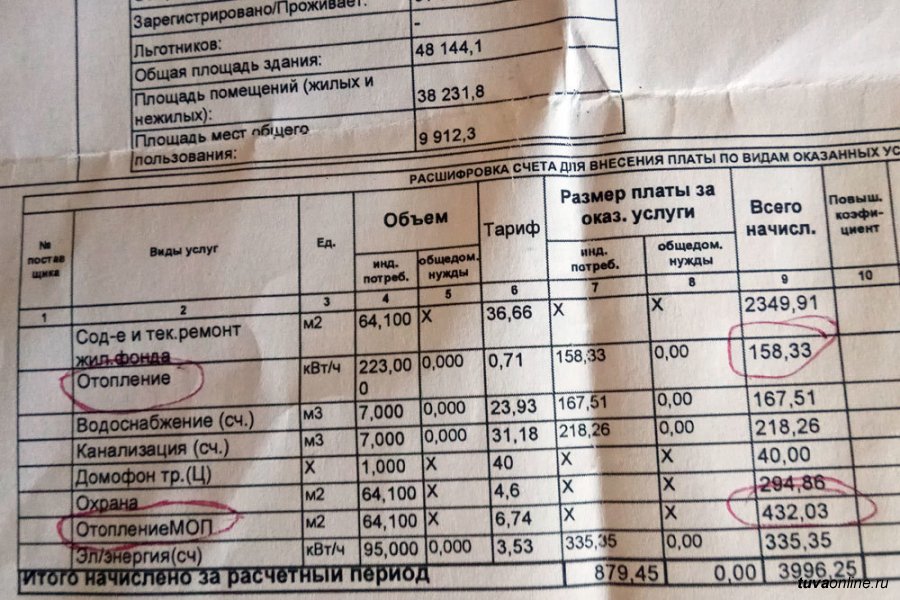 Зарегистрировано/Проживает:
Льготников: -
Общая площадь здания: 48 144,1
Площадь помещений (жилых и нежилых): 38 231,8
Площадь мест общего пользования: 9 912,3
РАСШИФРОВКА СЧЕТА ДЛЯ ВНЕСЕНИЯ ПЛАТЫ ПО ВИДАМ ОКАЗАННЫХ УС
№ постав щика
Виды услуг
Ед.
Объем
инд. потреб.
общедом. нужды
Тариф
Размер платы за оказ. услуги
инд. потреб.
общедом. нужды
Всего начисл.
Повыш. коэфи- циент
1 2 3 4 5 6 7 8 9 10
Сод-е и тек.ремонт жил.фонда м2 64,100 X 36,66 X X 2349,91
Отопление кВт/ч 223,000 0,000 0,71 158,33 0,00 158,33
Водоснабжение (сч.) м3 7,000 0,000 23,93 167,51 0,00 167,51
Канализация (сч.) м3 7,000 0,000 31,18 218,26 0,00 218,26
Домофон тр.(Ц) X 1,000 X 40 X X 40,00
Охрана м2 64,100 X 4,6 X X 294,86
ОтоплениеМОП м2 64,100 X 6,74 X X 432,03
Эл/энергия(сч) кВт/ч 95,000 0,000 3,53 335,35 0,00 335,35
Итого начислено за расчетный период 879,45 0,00 3996,25
tuvaonline.ru